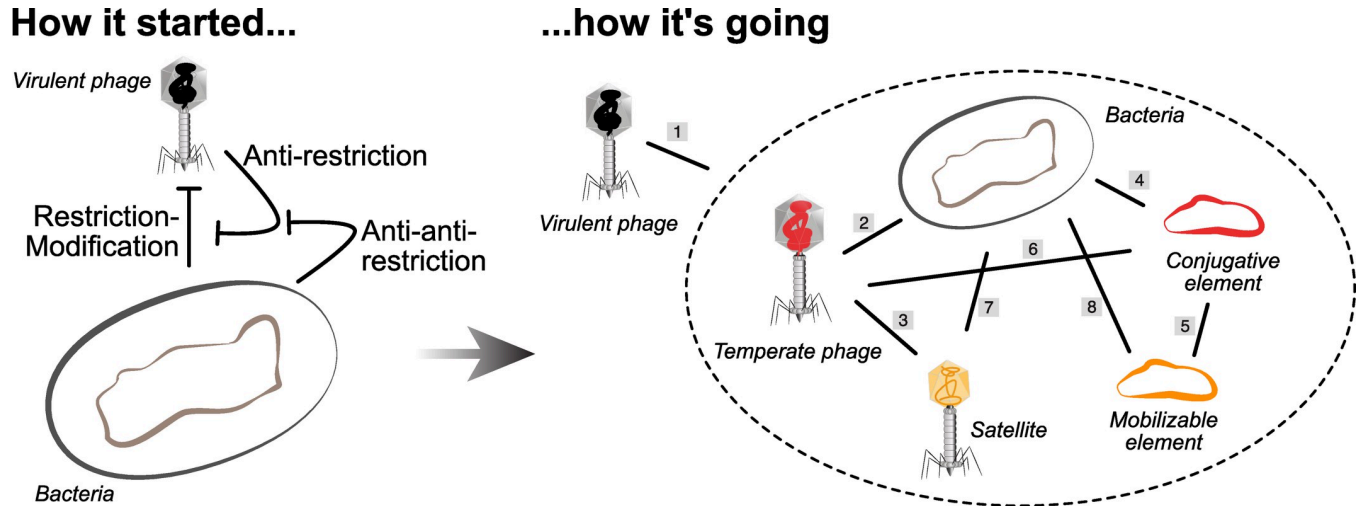 How it started...
Virulent phage
Anti-restriction
Restriction-
Modification
Anti-anti-
restriction
Bacteria
...how it's going
Virulent phage
1
Bacteria
2
4
6
Conjugative
element
Temperate phage
3
7
8
5
Satellite
Mobilizable
element